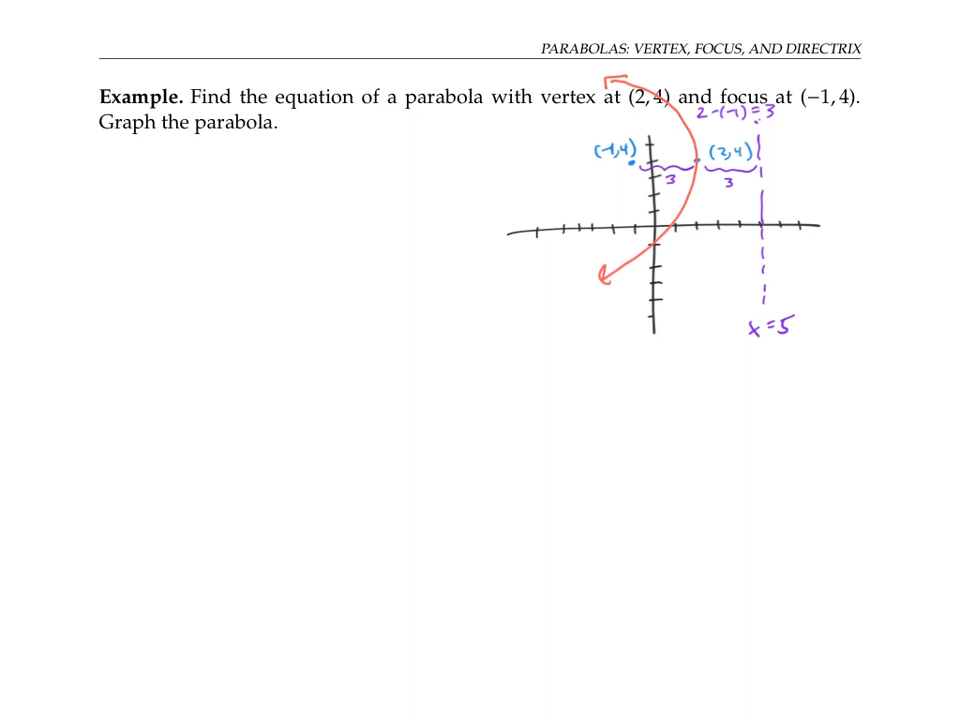 PARABOLAS: VERTEX, FOCUS, AND DIRECTRIX
Example. Find the equation of a parabola with vertex at (2, 4) and focus at (−1, 4).
Graph the parabola.
2-(-1) = 3
(-1,4)
(2,4)
3
3
x=5